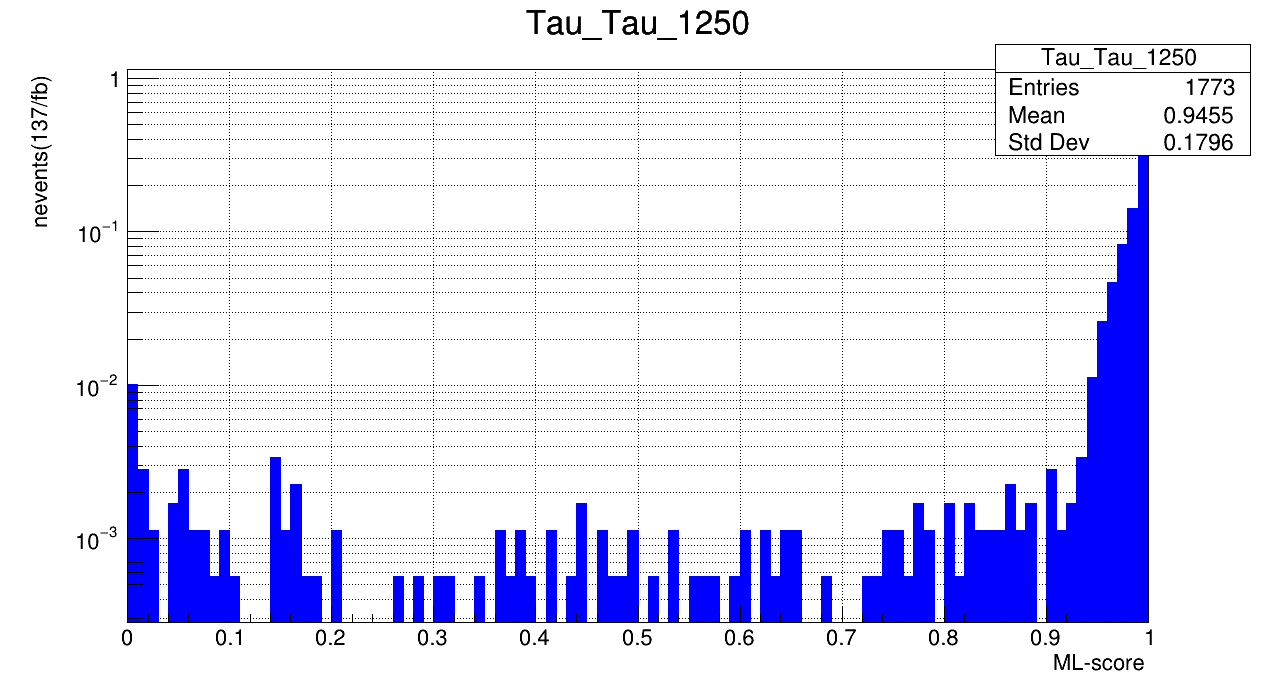 Tau_Tau_1250
Tau_Tau_1250
Entries 1773
Mean 0.9455
Std Dev 0.1796
nevents(137/fb)
1
10⁻¹
10⁻²
10⁻³
0 0.1 0.2 0.3 0.4 0.5 0.6 0.7 0.8 0.9 1
ML-score